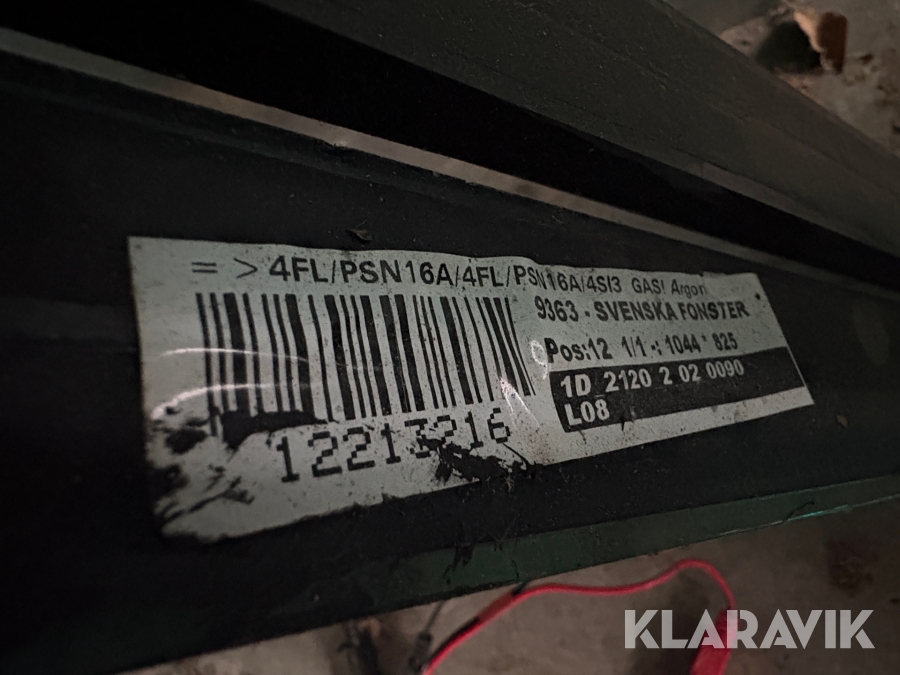 = > 4FL/PSN16A/4FL/PSN16A/4SI3 GAS! Argon
9363 - SVENSKA FONSTER
Pos:12 1/1 -: 1044 * 825
1D 2120 2 02 0090
L08
12213216
KLARAVIK